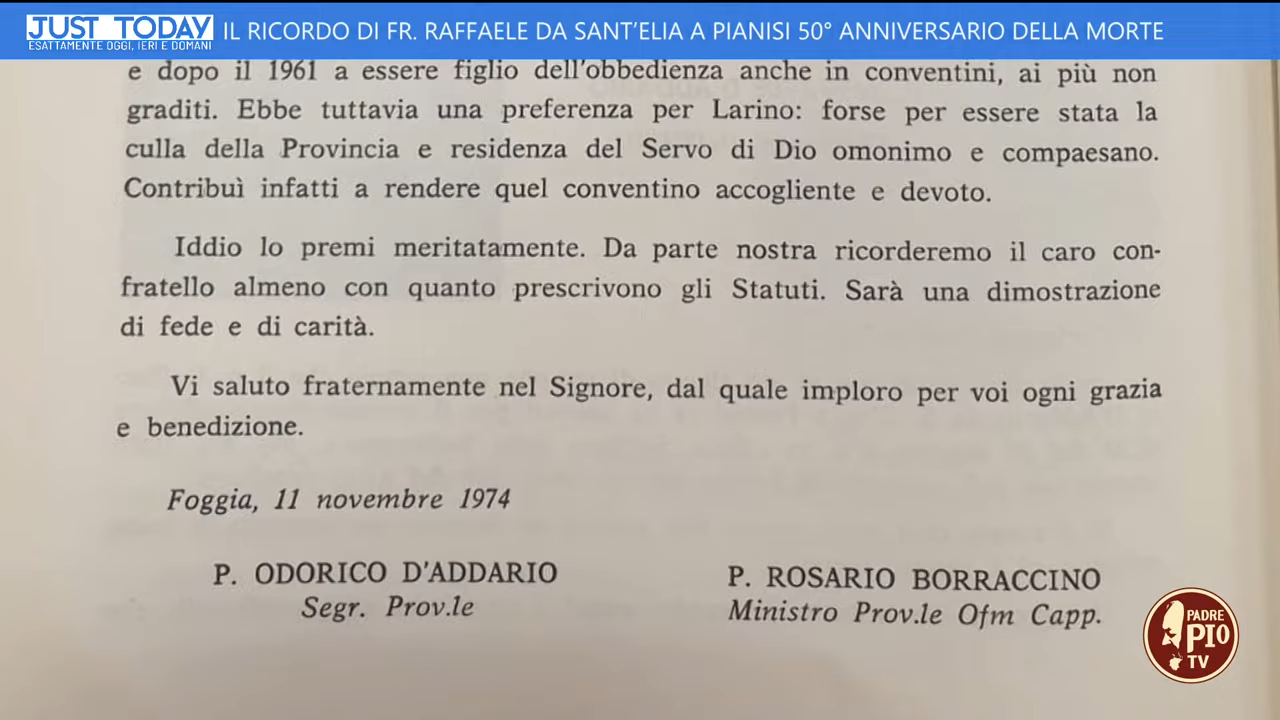 JUST TODAY
ESATTAMENTE OGGI, IERI E DOMANI
IL RICORDO DI FR. RAFFAELE DA SANT'ELIA A PIANISI 50° ANNIVERSARIO DELLA MORTE
e dopo il 1961 a essere figlio dell'obbedienza anche in conventini, ai più non
graditi. Ebbe tuttavia una preferenza per Larino: forse per essere stata la
culla della Provincia e residenza del Servo di Dio omonimo e compaesano.
Contribuì infatti a rendere quel conventino accogliente e devoto.
Iddio lo premi meritatamente. Da parte nostra ricorderemo il caro con-
fratello almeno con quanto prescrivono gli Statuti. Sarà una dimostrazione
di fede e di carità.
Vi saluto fraternamente nel Signore, dal quale imploro per voi ogni grazia
e benedizione.
Foggia, 11 novembre 1974
P. ODORICO D'ADDARIO
Segr. Prov.le
P. ROSARIO BORRACCINO
Ministro Prov.le Ofm Capp.
PADRE
PIO
TV